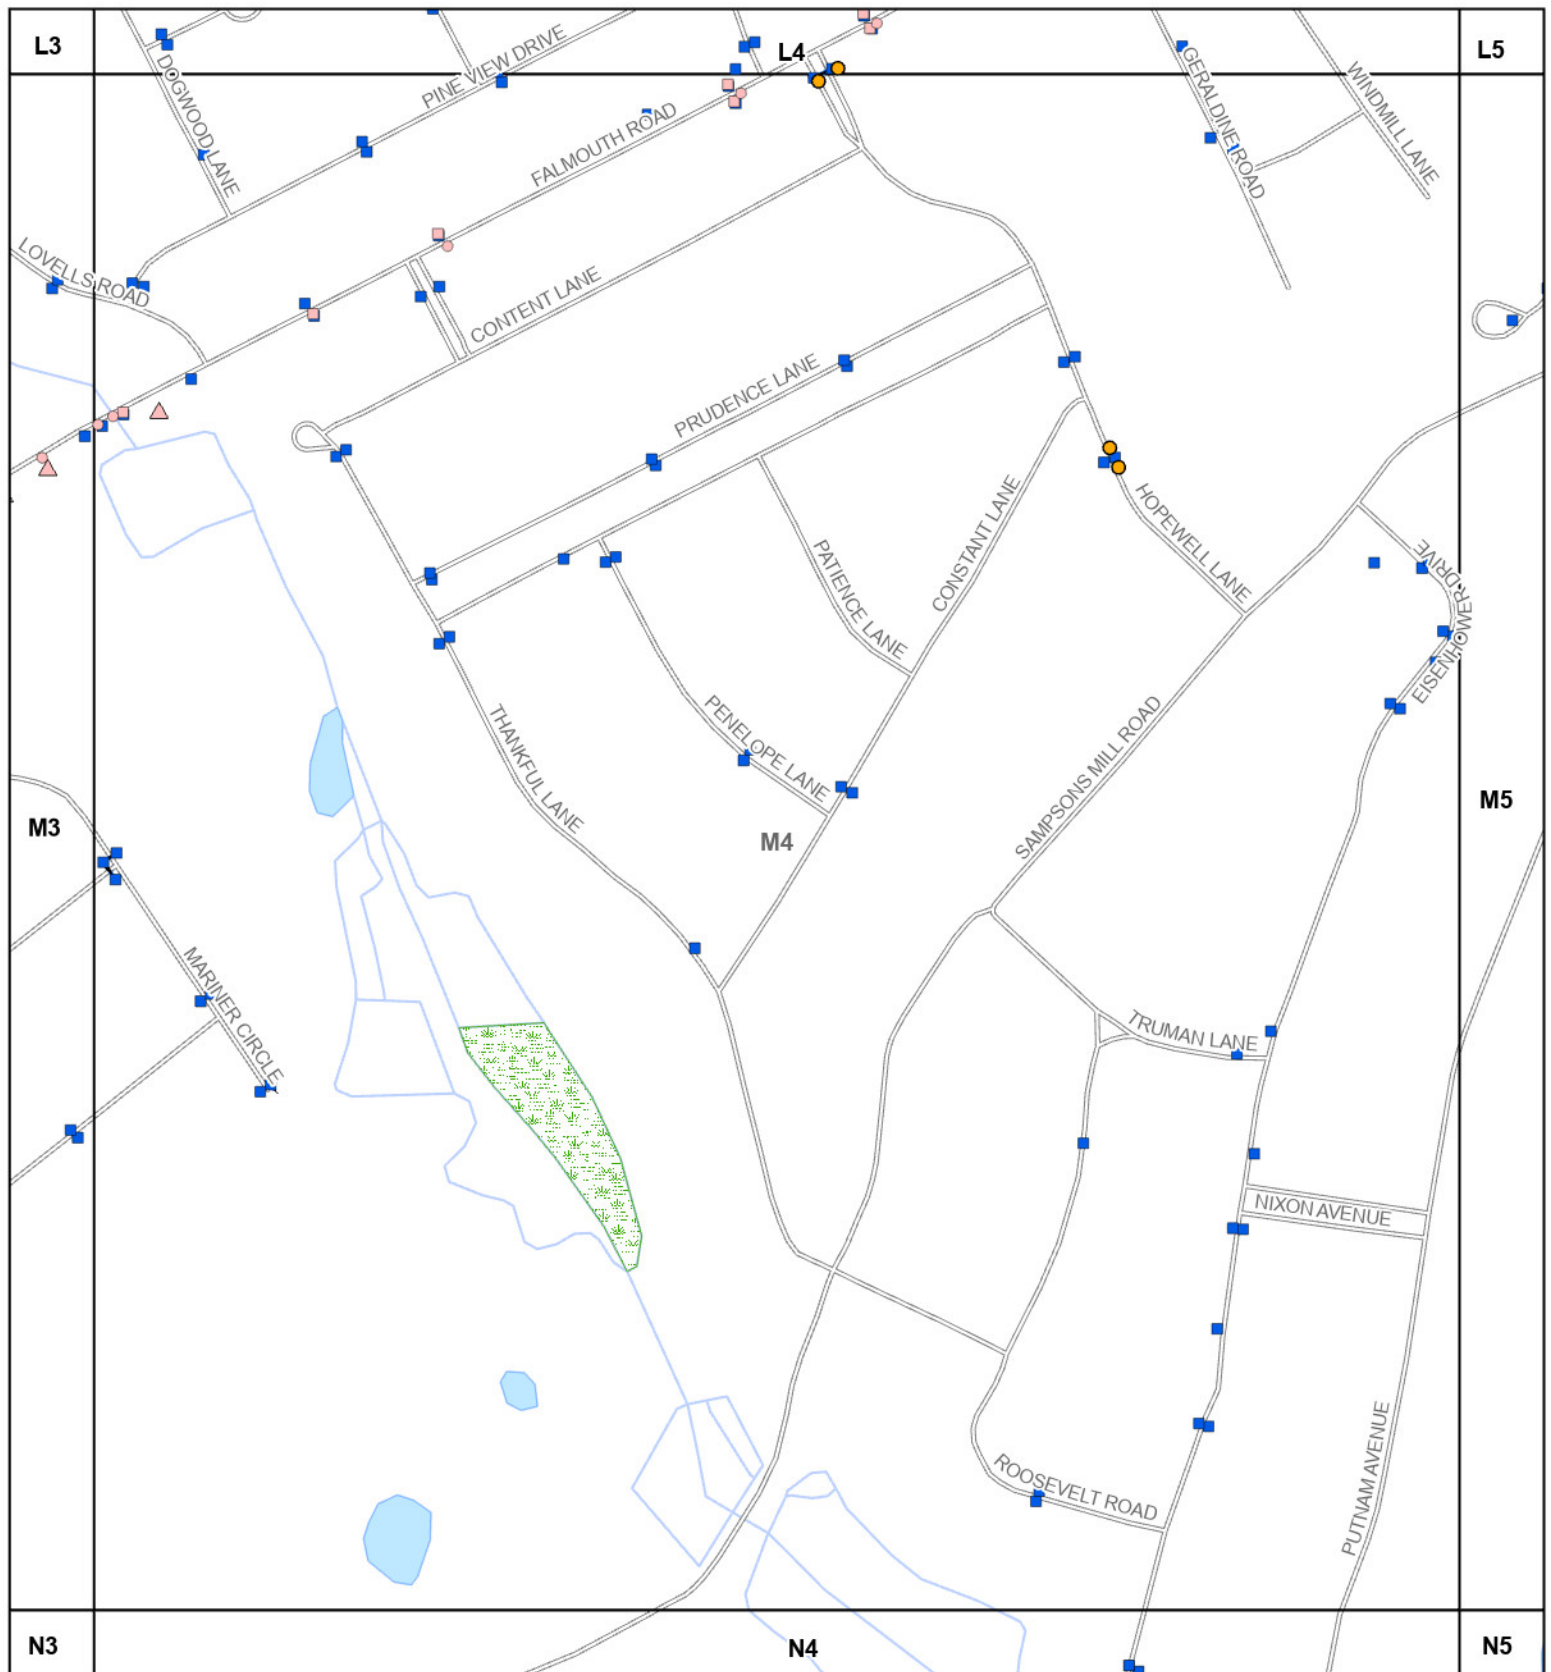 L3
L4
L5
DOGWOOD LANE
PINE VIEW DRIVE
FALMOUTH ROAD
GERALDINE ROAD
WINDMILL LANE
LOVELLS ROAD
CONTENT LANE
PRUDENCE LANE
PATIENCE LANE
CONSTANT LANE
HOPEWELL LANE
EISENHOWER DRIVE
THANKFUL LANE
PENELOPE LANE
SAMPSONS MILL ROAD
M3
M4
M5
MARINER CIRCLE
TRUMAN LANE
NIXON AVENUE
ROOSEVELT ROAD
PUTNAM AVENUE
N3
N4
N5